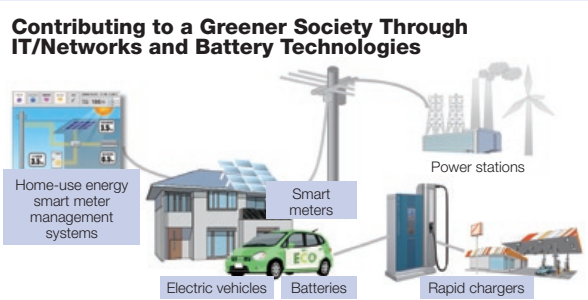 Contributing to a Greener Society Through
IT/Networks and Battery Technologies
Power stations
Home-use energy
smart meter
management
systems
Smart
meters
ECO
Electric vehicles
Batteries
Rapid chargers